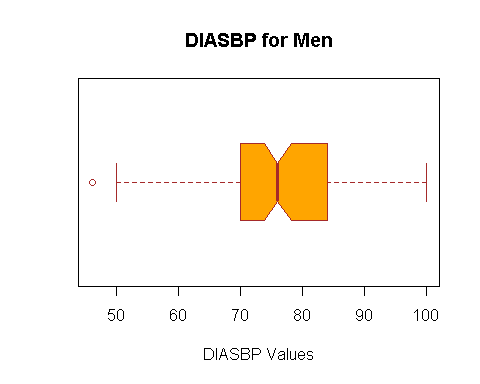 DIASBP for Men
50 60 70 80 90 100
DIASBP Values